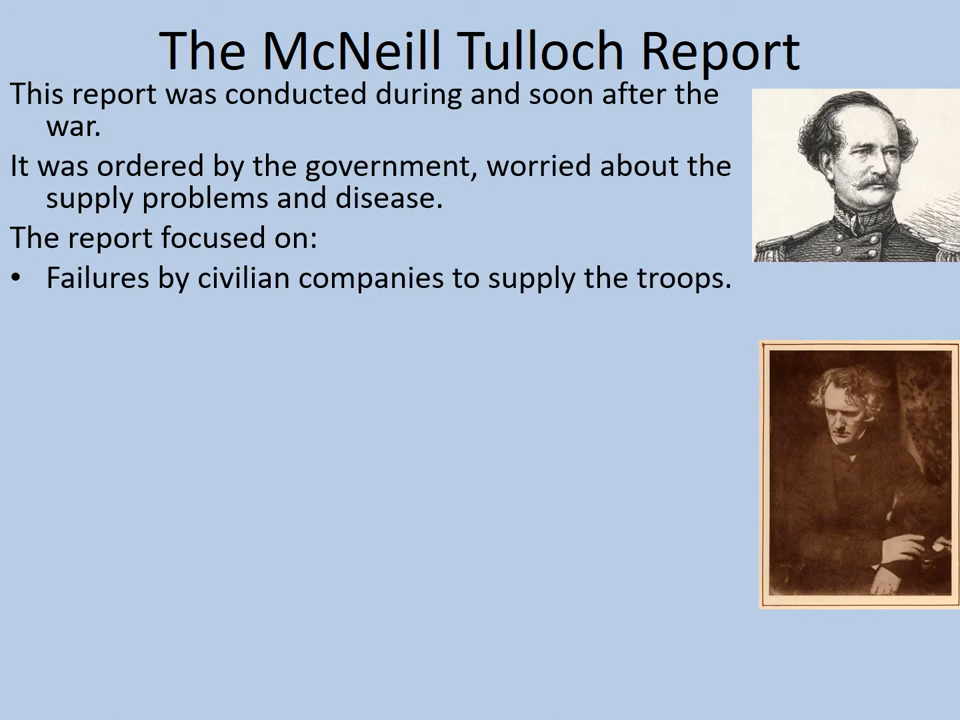 The McNeill Tulloch Report
This report was conducted during and soon after the
war.
It was ordered by the government, worried about the
supply problems and disease.
The report focused on:
• Failures by civilian companies to supply the troops.